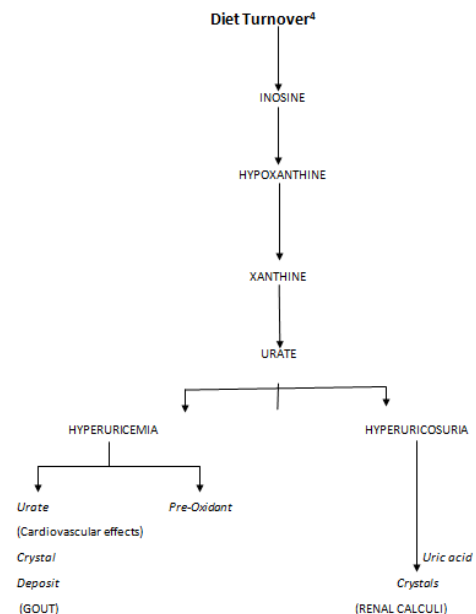 Diet Turnover⁴
INOSINE
HYPOXANTHINE
XANTHINE
URATE
HYPERURICEMIA
HYPERURICOSURIA
Urate
Pre-Oxidant
(Cardiovascular effects)
Crystal
Uric acid
Deposit
Crystals
(GOUT)
(RENAL CALCULI)